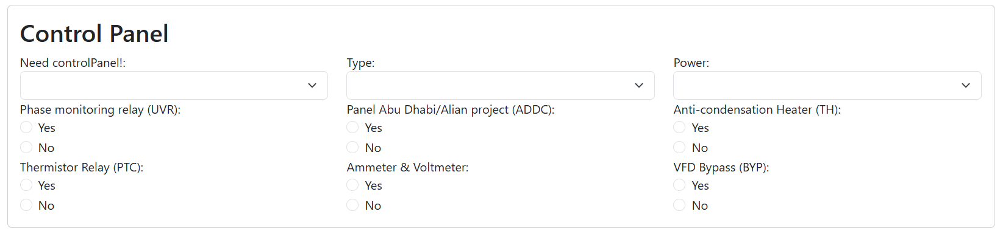 Control Panel
Need controlPanel!:
Type:
Power:
Phase monitoring relay (UVR):
Yes
No
Panel Abu Dhabi/Alian project (ADDC):
Yes
No
Anti-condensation Heater (TH):
Yes
No
Thermistor Relay (PTC):
Yes
No
Ammeter & Voltmeter:
Yes
No
VFD Bypass (BYP):
Yes
No